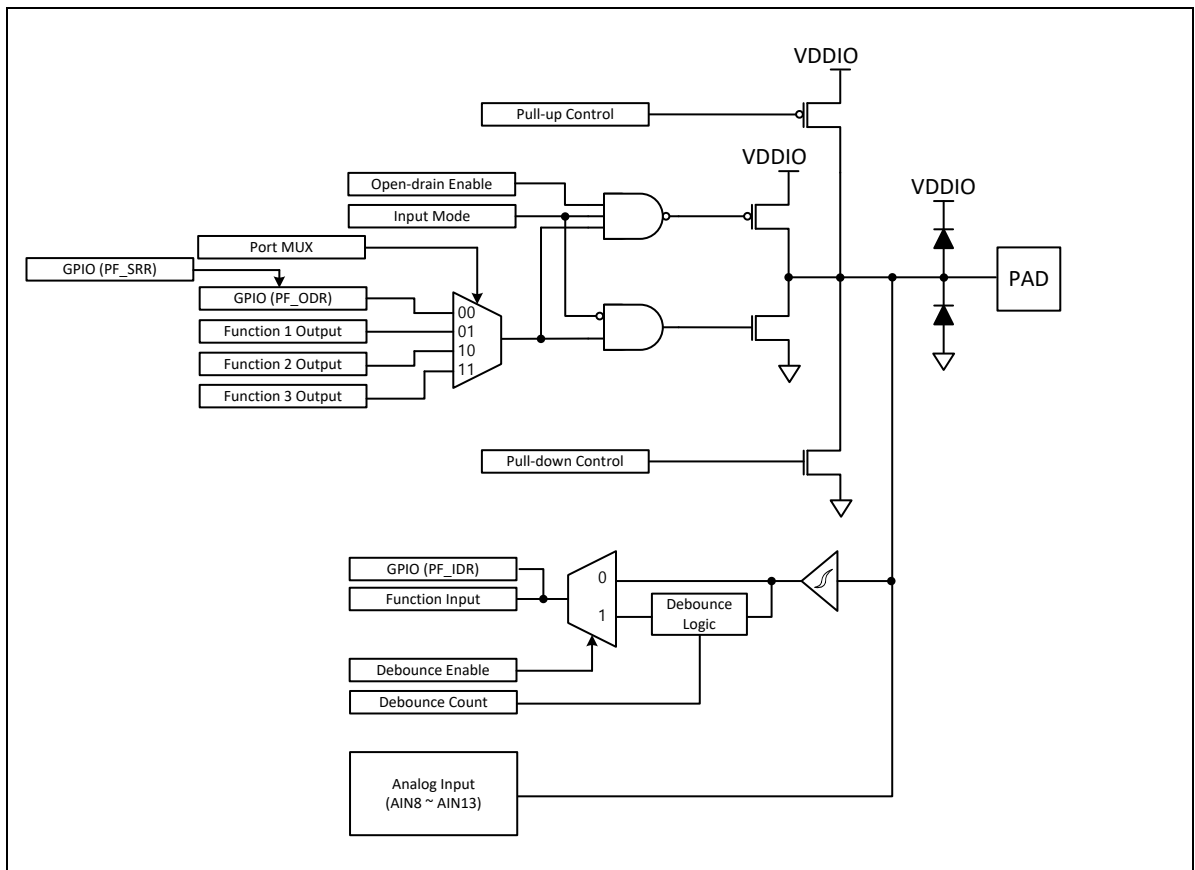 VDDIO
Pull-up Control
VDDIO
Open-drain Enable
VDDIO
Input Mode
Port MUX
GPIO (PF_SRR)
PAD
GPIO (PF_ODR)
00
Function 1 Output
01
Function 2 Output
10
11
Function 3 Output
Pull-down Control
GPIO (PF_IDR)
0
Function Input
Debounce
Logic
1
Debounce Enable
Debounce Count
Analog Input
(AIN8 ~ AIN13)